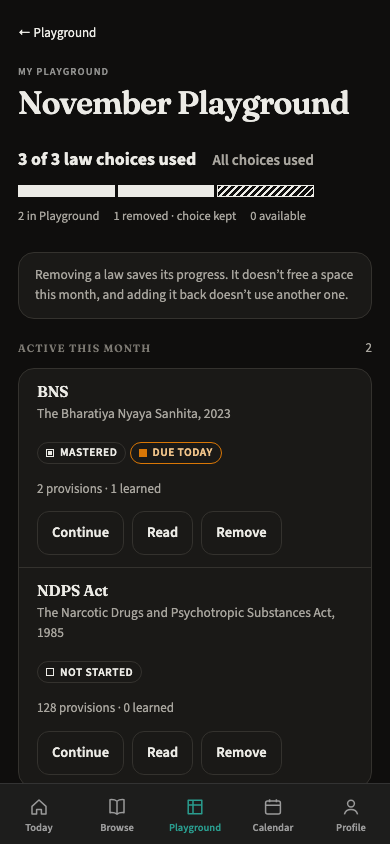 ← Playground
MY PLAYGROUND
November Playground
3 of 3 law choices used All choices used
2 in Playground 1 removed · choice kept 0 available
Removing a law saves its progress. It doesn’t free a space
this month, and adding it back doesn’t use another one.
ACTIVE THIS MONTH 2
BNS
The Bharatiya Nyaya Sanhita, 2023
MASTERED DUE TODAY
2 provisions · 1 learned
Continue Read Remove
NDPS Act
The Narcotic Drugs and Psychotropic Substances Act,
1985
NOT STARTED
128 provisions · 0 learned
Continue Read Remove
Today Browse Playground Calendar Profile